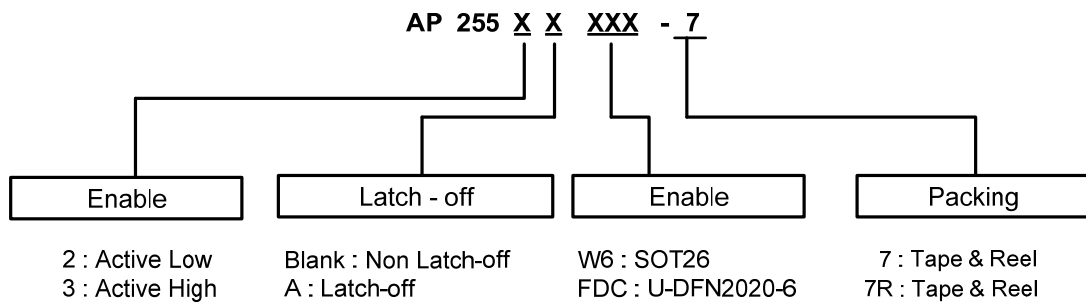 AP 255 X X XXX - 7
Enable Latch - off Enable Packing
2 : Active Low Blank : Non Latch-off W6 : SOT26 7 : Tape & Reel
3 : Active High A : Latch-off FDC : U-DFN2020-6 7R : Tape & Reel